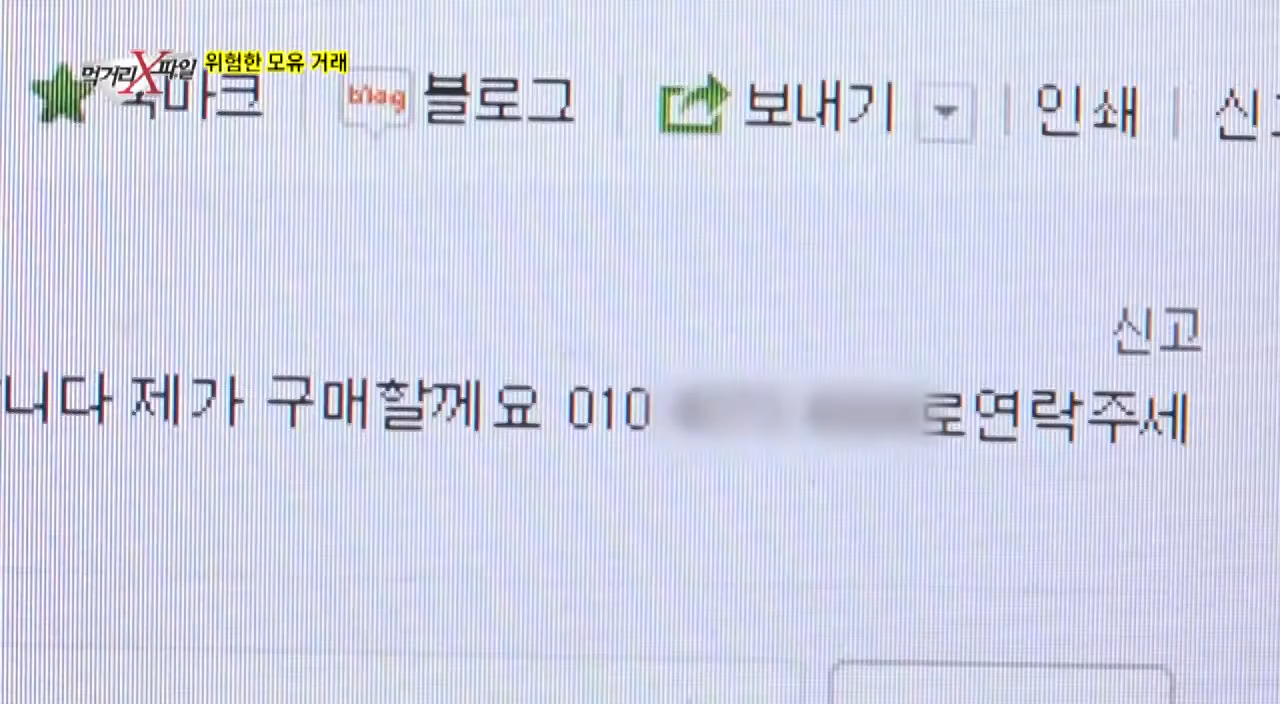 먹거리X파일 위험한 모유 거래
북마크 blog 블로그 보내기 인쇄
신고
니다 제가 구매할께요 010 로연락주세